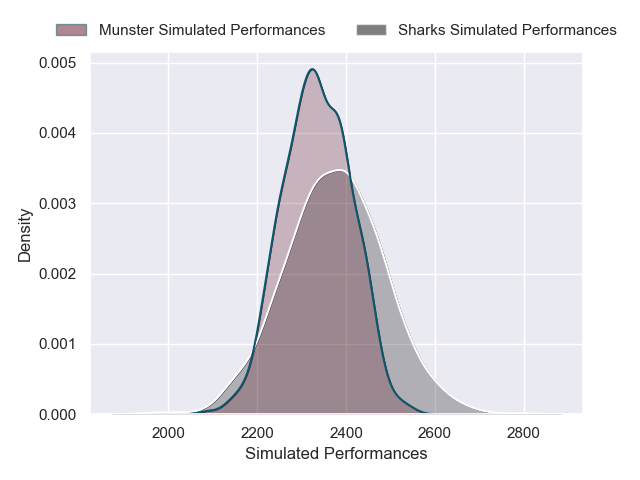 Munster Simulated Performances
Sharks Simulated Performances
0.005
0.004
0.003
0.002
0.001
0.000
Density
2000 2200 2400 2600 2800
Simulated Performances